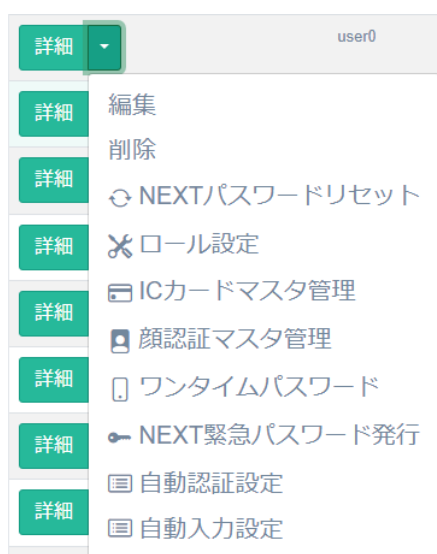 詳細 user0
詳細 編集
削除
詳細 NEXTパスワードリセット
詳細 ロール設定
ICカードマスタ管理
詳細 顔認証マスタ管理
詳細 ワンタイムパスワード
詳細 NEXT緊急パスワード発行
自動認証設定
詳細 自動入力設定